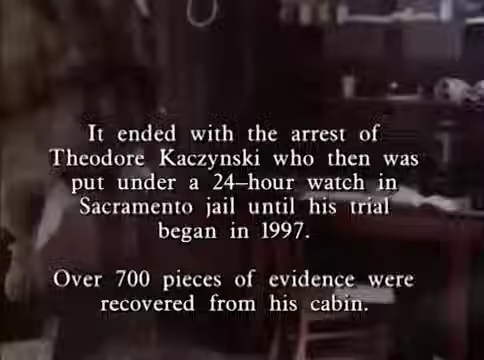 It ended with the arrest of
Theodore Kaczynski who then was
put under a 24–hour watch in
Sacramento jail until his trial
began in 1997.
Over 700 pieces of evidence were
recovered from his cabin.